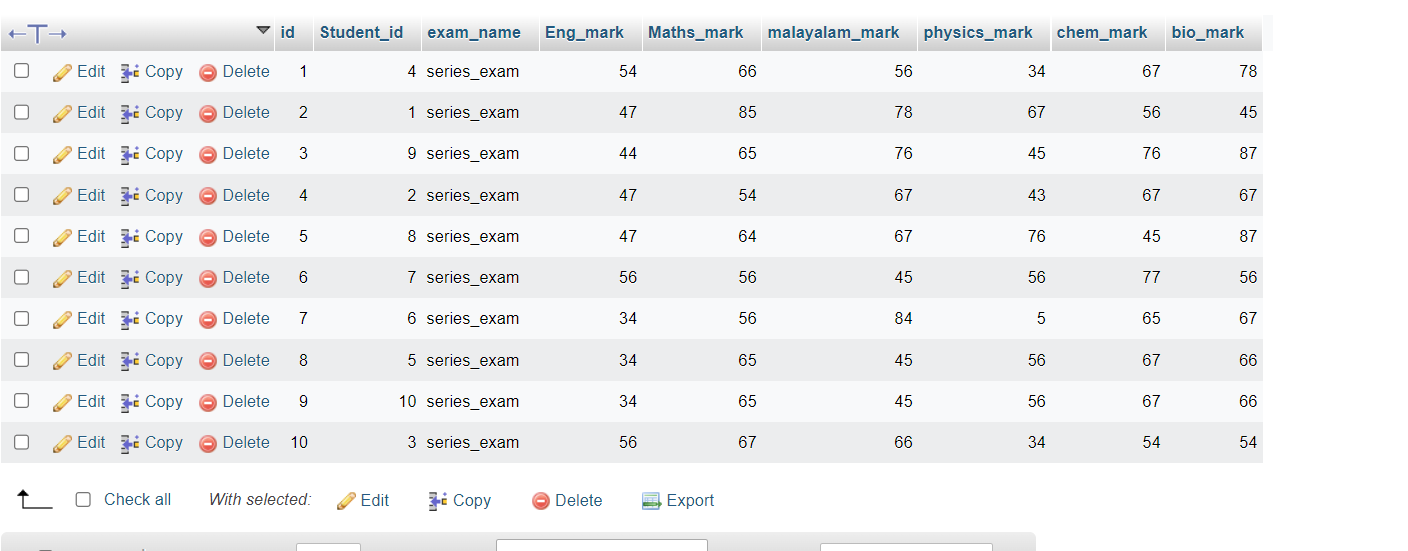 id Student_id exam_name Eng_mark Maths_mark malayalam_mark physics_mark chem_mark bio_mark
Edit Copy Delete 1 4 series_exam 54 66 56 34 67 78
Edit Copy Delete 2 1 series_exam 47 85 78 67 56 45
Edit Copy Delete 3 9 series_exam 44 65 76 45 76 87
Edit Copy Delete 4 2 series_exam 47 54 67 43 67 67
Edit Copy Delete 5 8 series_exam 47 64 67 76 45 87
Edit Copy Delete 6 7 series_exam 56 56 45 56 77 56
Edit Copy Delete 7 6 series_exam 34 56 84 5 65 67
Edit Copy Delete 8 5 series_exam 34 65 45 56 67 66
Edit Copy Delete 9 10 series_exam 34 65 45 56 67 66
Edit Copy Delete 10 3 series_exam 56 67 66 34 54 54
Check all With selected: Edit Copy Delete Export